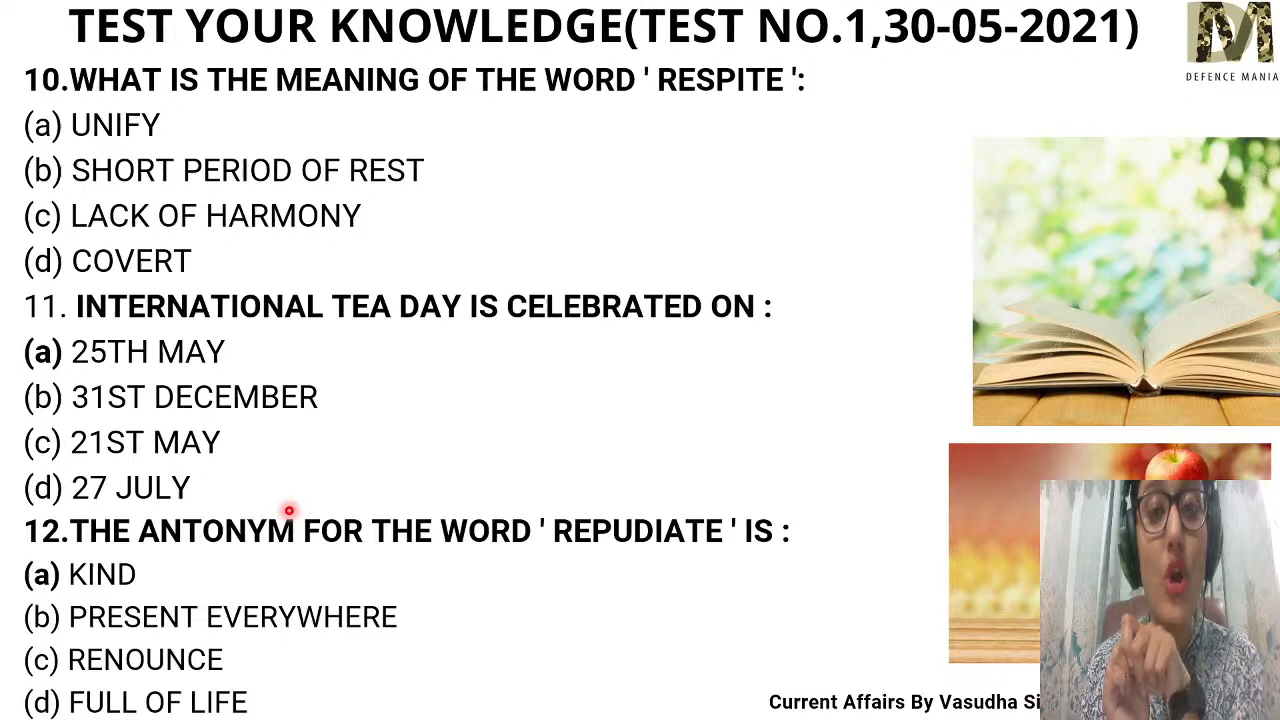 TEST YOUR KNOWLEDGE(TEST NO.1,30-05-2021)
DEFENCE MANIA
10.WHAT IS THE MEANING OF THE WORD ' RESPITE ':
(a) UNIFY
(b) SHORT PERIOD OF REST
(c) LACK OF HARMONY
(d) COVERT
11. INTERNATIONAL TEA DAY IS CELEBRATED ON :
(a) 25TH MAY
(b) 31ST DECEMBER
(c) 21ST MAY
(d) 27 JULY
12.THE ANTONYM FOR THE WORD ' REPUDIATE ' IS :
(a) KIND
(b) PRESENT EVERYWHERE
(c) RENOUNCE
(d) FULL OF LIFE
Current Affairs By Vasudha